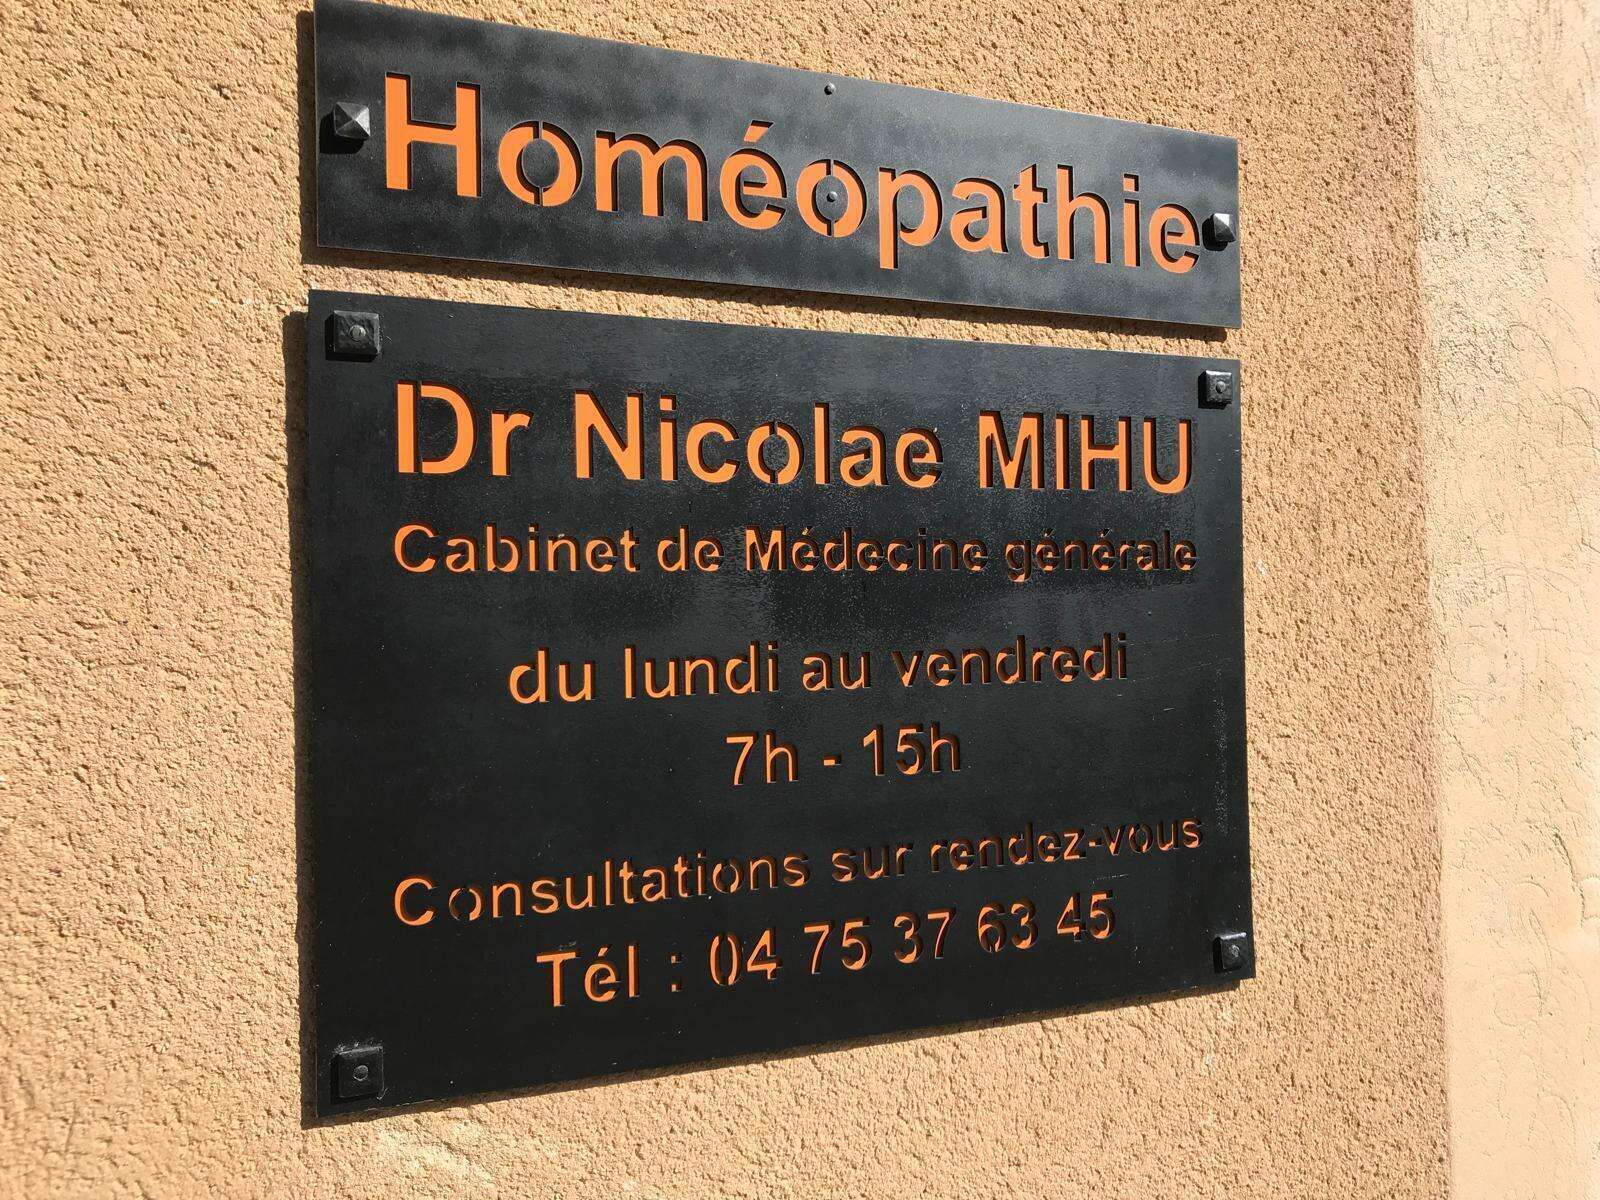 Homéopathie
Dr Nicolae MIHU
Cabinet de Médecine générale
du lundi au vendredi
7h - 15h
Consultations sur rendez-vous
Tél : 04 75 37 63 45